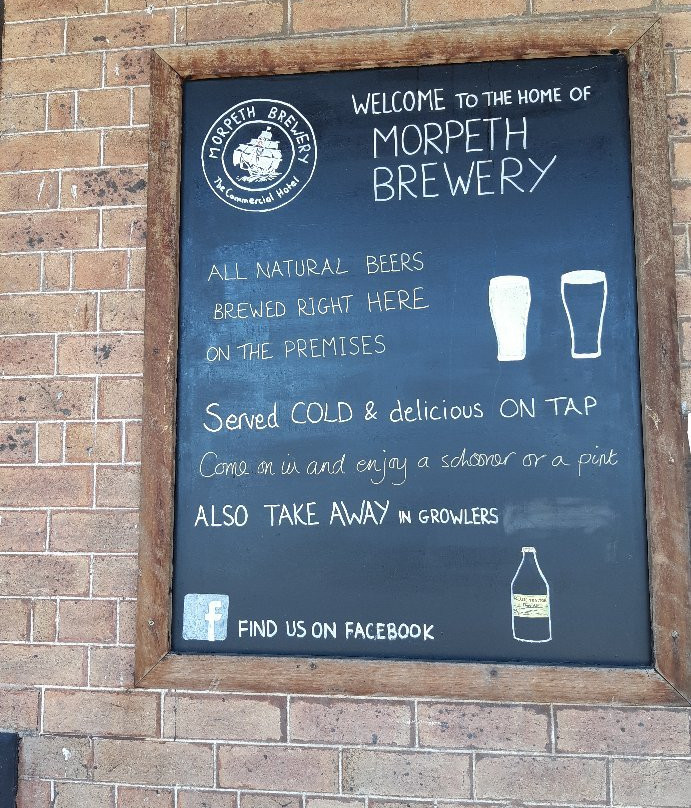 MORPETH BREWERY
The Commercial Hotel
WELCOME TO THE HOME OF
MORPETH
BREWERY
ALL NATURAL BEERS
BREWED RIGHT HERE
ON THE PREMISES
Served COLD & delicious ON TAP
Come on in and enjoy a schooner or a pint
ALSO TAKE AWAY IN GROWLERS
f FIND US ON FACEBOOK